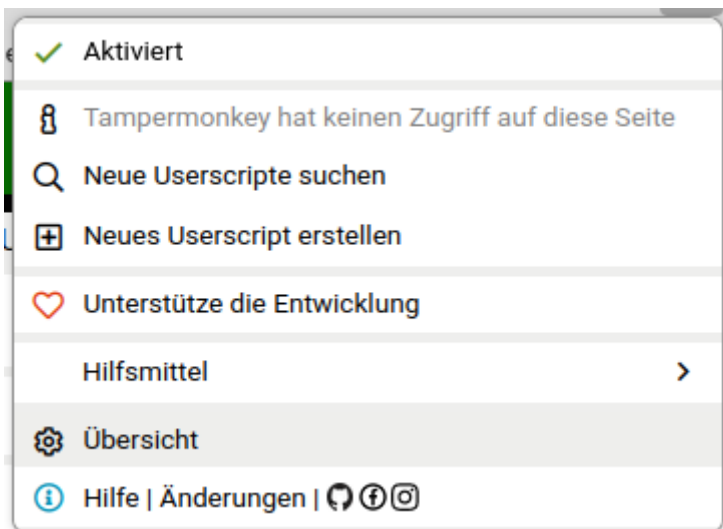 Aktiviert
Tampermonkey hat keinen Zugriff auf diese Seite
Neue Userscripte suchen
Neues Userscript erstellen
Unterstütze die Entwicklung
Hilfsmittel
Übersicht
Hilfe | Änderungen |